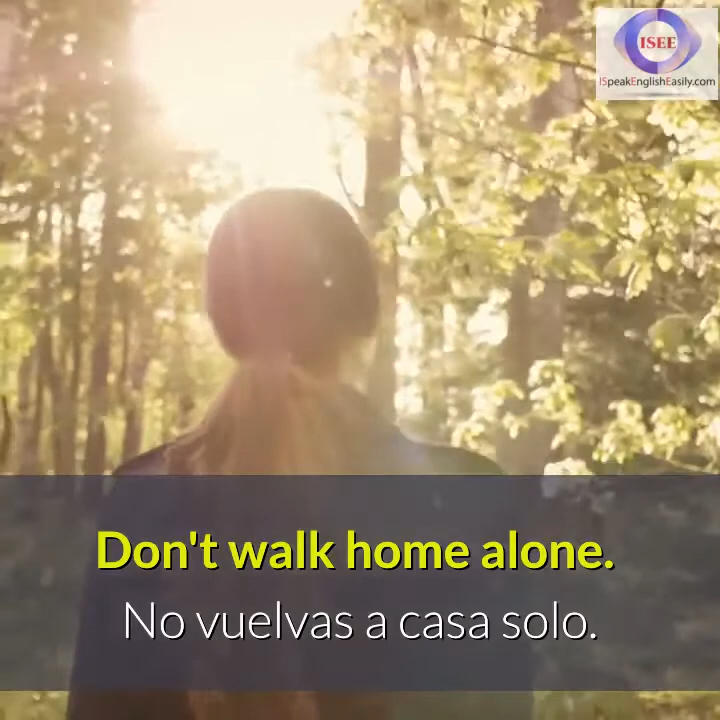 ISEE
ISpeakEnglishEasily.com
Don't walk home alone.
No vuelvas a casa solo.